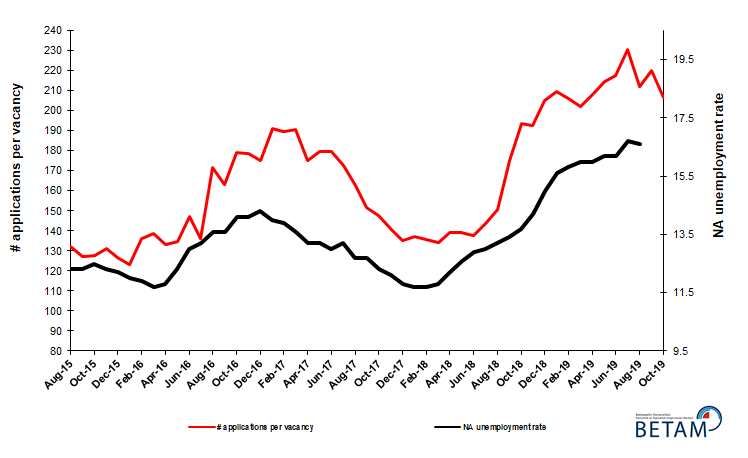 # applications per vacancy
240
230
220
210
200
190
180
170
160
150
140
130
120
110
100
90
80
19.5
17.5
15.5
13.5
11.5
9.5
NA unemployment rate
Aug-15
Oct-15
Dec-15
Feb-16
Apr-16
Jun-16
Aug-16
Oct-16
Dec-16
Feb-17
Apr-17
Jun-17
Aug-17
Oct-17
Dec-17
Feb-18
Apr-18
Jun-18
Aug-18
Oct-18
Dec-18
Feb-19
Apr-19
Jun-19
Aug-19
Oct-19
# applications per vacancy
NA unemployment rate
BETAM